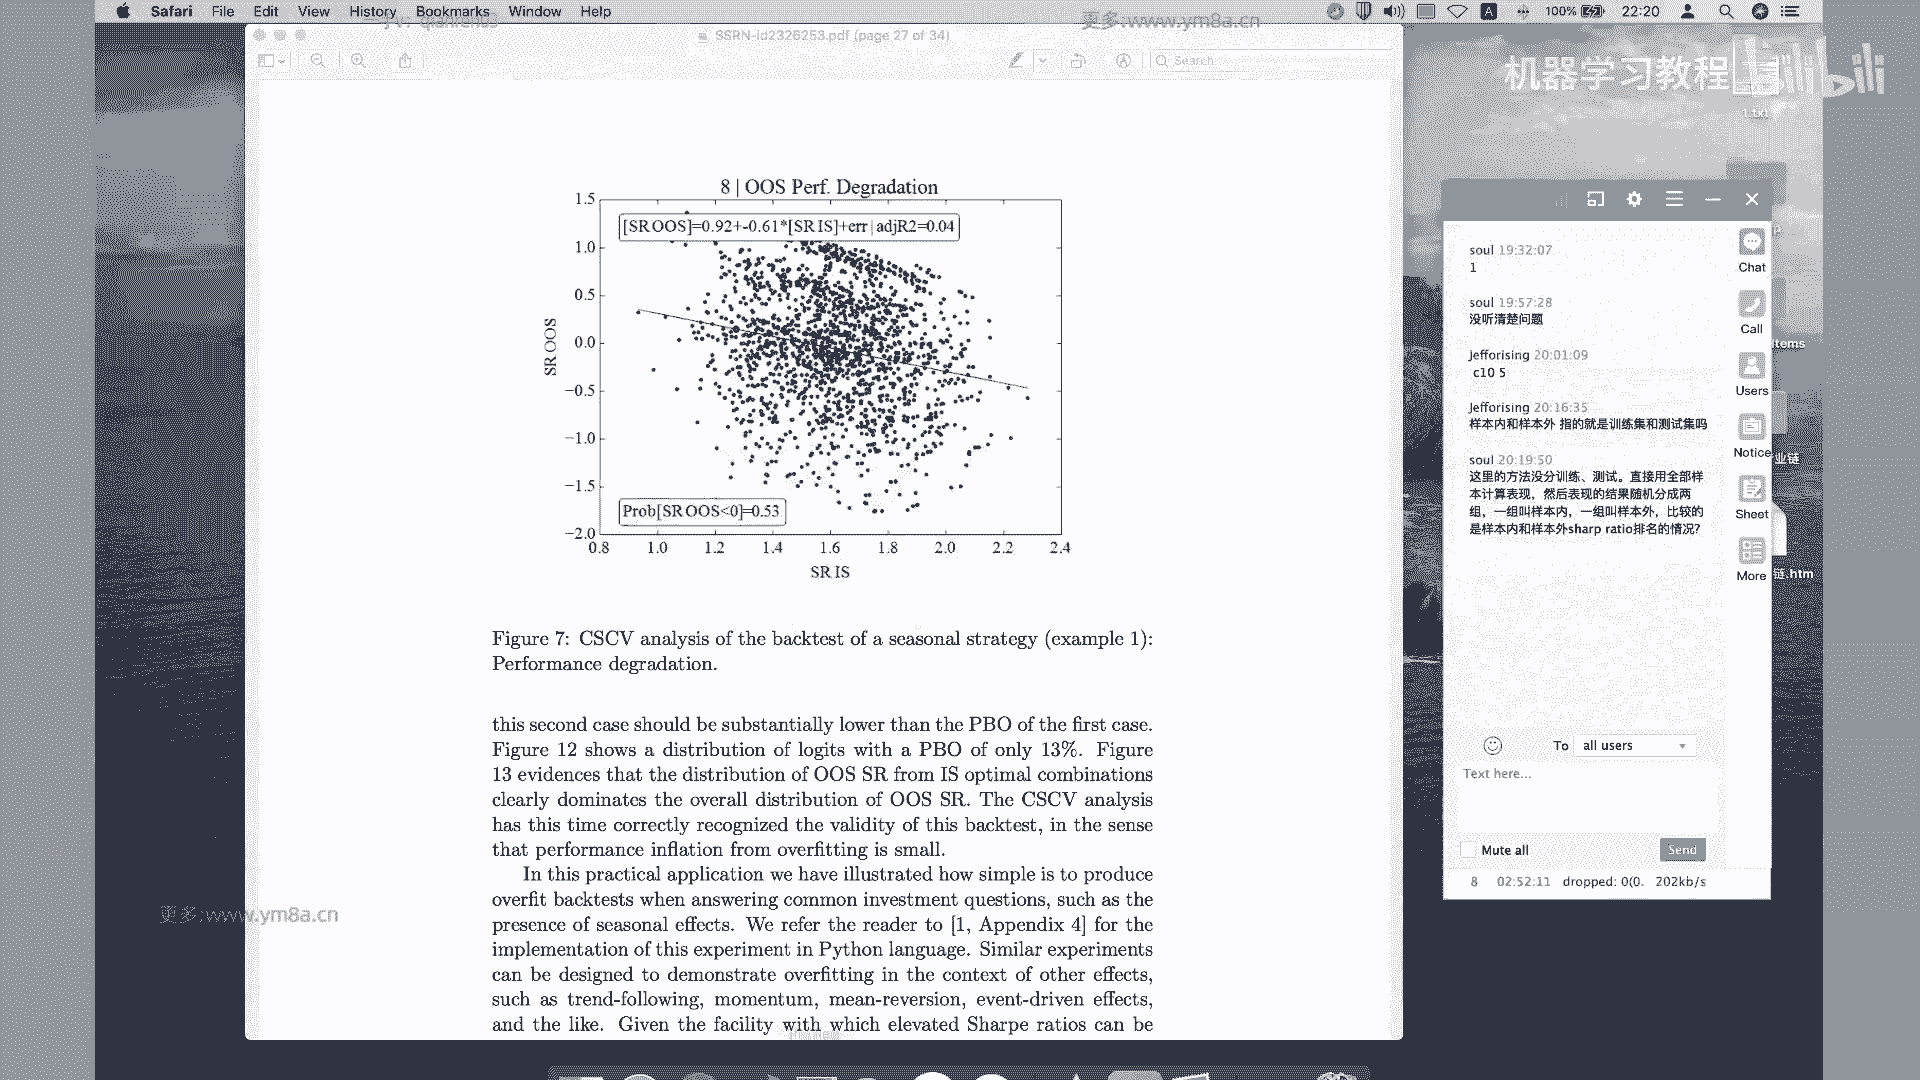 Safari File Edit View History Bookmarks Window Help
100% 22:20
更多:www.ym8a.cn
SSRN-id2326253.pdf (page 27 of 34)
Search
机器学习教程
bilibili
1.txt
8 | OOS Perf. Degradation
[SR OOS]=0.92+-0.61*[SR IS]+err | adjR2=0.04
1.5
1.0
0.5
0.0
−0.5
−1.0
−1.5
−2.0
SR OOS
Prob[SR OOS<0]=0.53
0.8 1.0 1.2 1.4 1.6 1.8 2.0 2.2 2.4
SR IS
Figure 7: CSCV analysis of the backtest of a seasonal strategy (example 1):
Performance degradation.
this second case should be substantially lower than the PBO of the first case.
Figure 12 shows a distribution of logits with a PBO of only 13%. Figure
13 evidences that the distribution of OOS SR from IS optimal combinations
clearly dominates the overall distribution of OOS SR. The CSCV analysis
has this time correctly recognized the validity of this backtest, in the sense
that performance inflation from overfitting is small.
In this practical application we have illustrated how simple is to produce
overfit backtests when answering common investment questions, such as the
presence of seasonal effects. We refer the reader to [1, Appendix 4] for the
implementation of this experiment in Python language. Similar experiments
can be designed to demonstrate overfitting in the context of other effects,
such as trend-following, momentum, mean-reversion, event-driven effects,
and the like. Given the facility with which elevated Sharpe ratios can be
更多:www.ym8a.cn
soul 19:32:07
1
soul 19:57:28
没听清楚问题
Jefforising 20:01:09
c10 5
Jefforising 20:16:35
样本内和样本外 指的就是训练集和测试集吗
soul 20:19:50
这里的方法没分训练、测试。直接用全部样
本计算表现，然后表现的结果随机分成两
组，一组叫样本内，一组叫样本外，比较的
是样本内和样本外sharp ratio排名的情况?
Chat
Call
Users
Notice
Sheet
More
To all users
Text here...
Mute all
Send
8 02:52:11 dropped: 0(0. 202kb/s
items
业链
链.htm